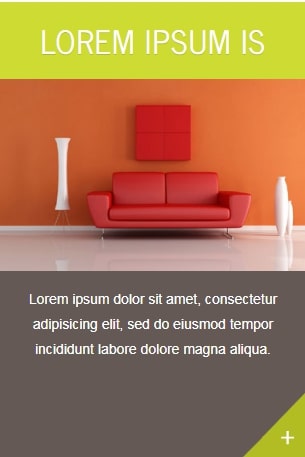 LOREM IPSUM IS
Lorem ipsum dolor sit amet, consectetur
adipisicing elit, sed do eiusmod tempor
incididunt labore dolore magna aliqua.
+